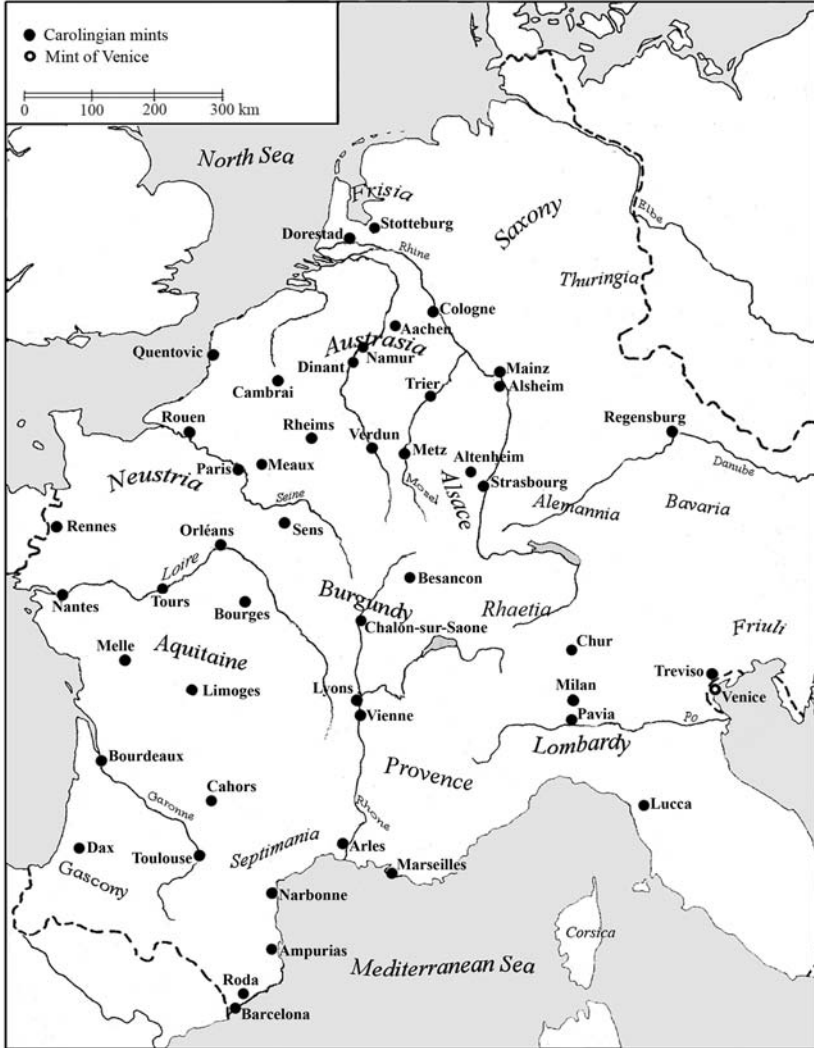 Carolingian mints
Mint of Venice
0 100 200 300 km
North Sea
Frisia
Stotteburg
Dorestad
Rhine
Saxony
Elbe
Thuringia
Cologne
Aachen
Austrasia
Namur
Quentovic
Dinant
Mainz
Alsheim
Cambrai
Trier
Rouen
Rheims
Verdun
Regensburg
Metz
Altenheim
Paris
Meaux
Neustria
Mosel
Alsace
Strasbourg
Danube
Seine
Alemannia
Bavaria
Rennes
Sens
Orléans
Loire
Besancon
Nantes
Tours
Bourges
Burgundy
Rhaetia
Chalon-sur-Saone
Friuli
Melle
Aquitaine
Chur
Treviso
Limoges
Lyons
Milan
Venice
Vienne
Pavia
Po
Lombardy
Bourdeaux
Provence
Cahors
Garonne
Rhone
Lucca
Dax
Septimania
Arles
Toulouse
Marseilles
Gascony
Narbonne
Corsica
Ampurias
Mediterranean Sea
Roda
Barcelona